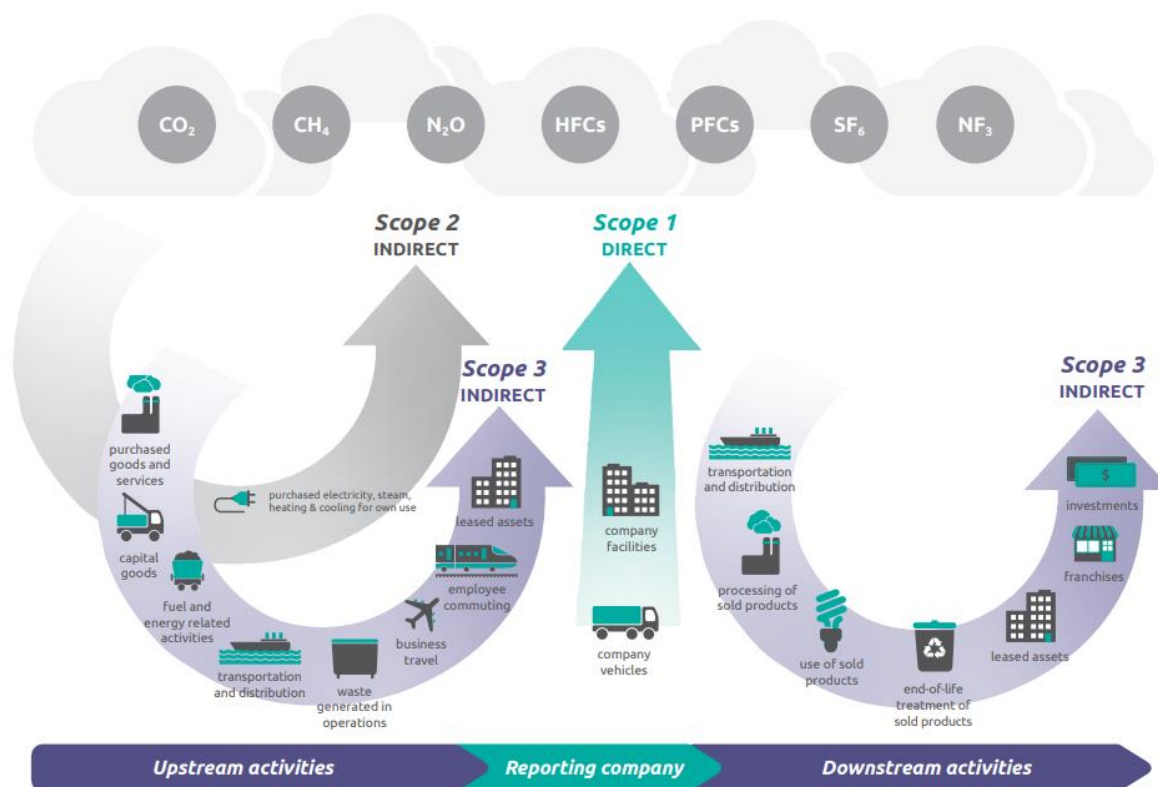 CO₂
CH₄
N₂O
HFCs
PFCs
SF₆
NF₃
Scope 2
INDIRECT
Scope 1
DIRECT
Scope 3
INDIRECT
Scope 3
INDIRECT
purchased
goods and
services
capital
goods
fuel and
energy related
activities
purchased electricity, steam,
heating & cooling for own use
transportation
and distribution
waste
generated in
operations
business
travel
employee
commuting
leased assets
company
facilities
company
vehicles
transportation
and distribution
processing of
sold products
use of sold
products
end-of-life
treatment of
sold products
leased assets
franchises
$
investments
Upstream activities
Reporting company
Downstream activities